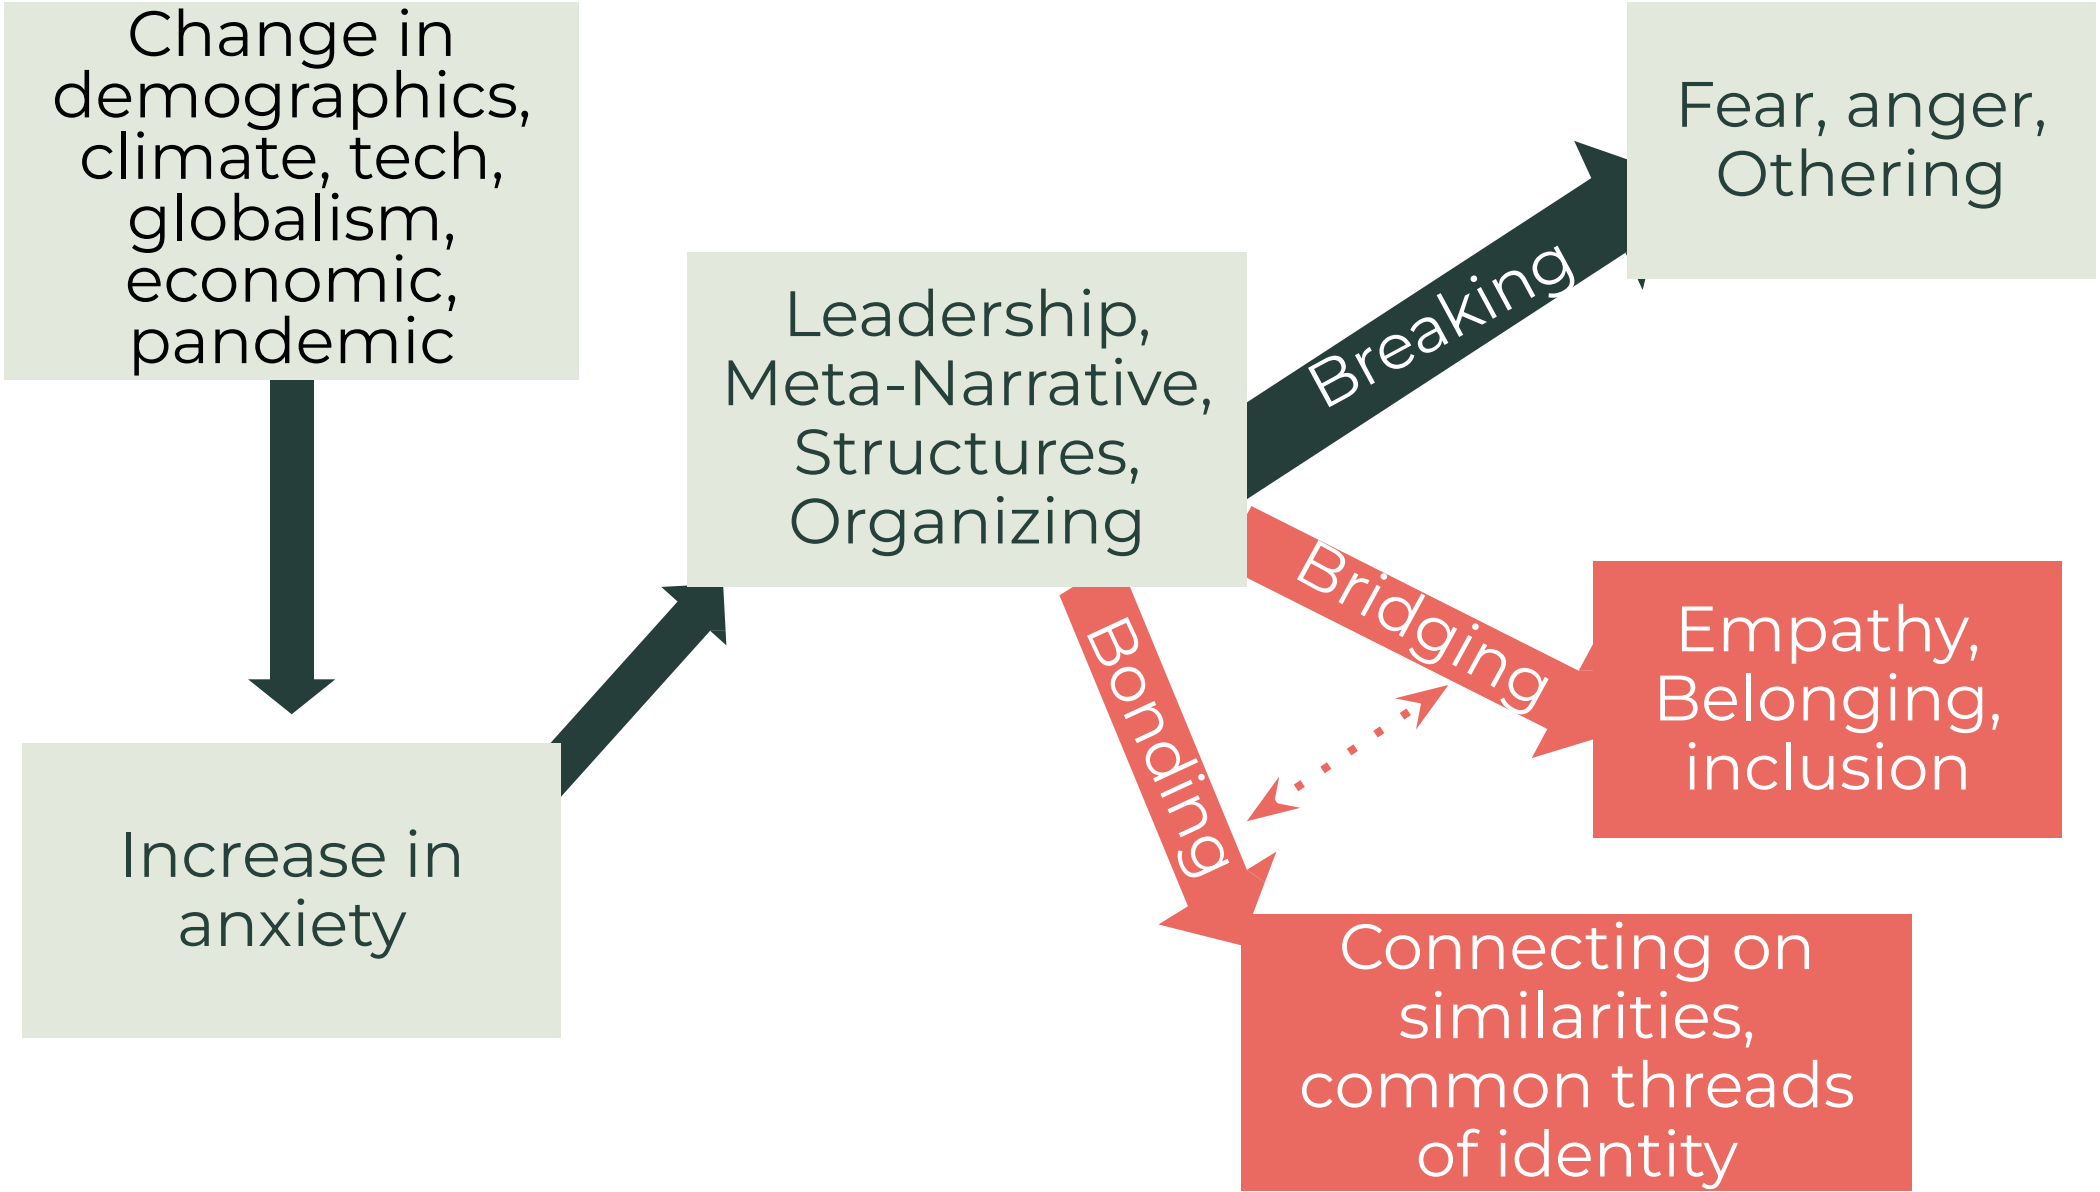 Change in
demographics,
climate, tech,
globalism,
economic,
pandemic
Increase in
anxiety
Leadership,
Meta-Narrative,
Structures,
Organizing
Breaking
Fear, anger,
Othering
Bridging
Empathy,
Belonging,
inclusion
Bonding
Connecting on
similarities,
common threads
of identity